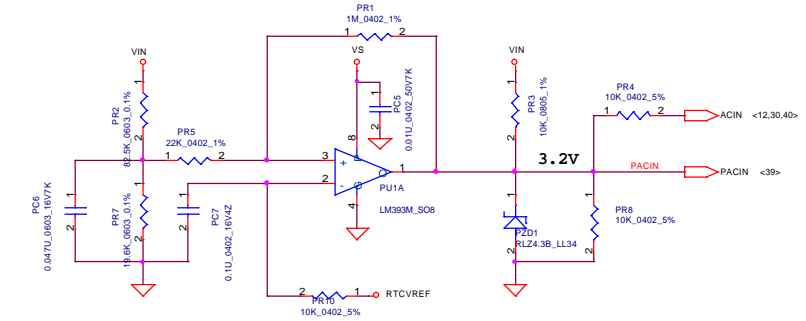 PR1
1M_0402_1%
1 2
VIN
VS
VIN
1
PR2
82.5K_0603_0.1%
2
1
PC5
0.01U_0402_50V7K
2
1
PR3
10K_0805_1%
2
PR4
10K_0402_5%
1 2
ACIN <12,30,40>
PR5
22K_0402_1%
1 2
8
3
+
P
2
-
G
O
1
PU1A
LM393M_SO8
4
3.2V
PACIN
PACIN <39>
1
PC6
0.047U_0603_16V7K
2
1
PR7
19.6K_0603_0.1%
2
1
PC7
0.1U_0402_16V4Z
2
1
PZD1
RLZ4.3B_LL34
2
1
PR8
10K_0402_5%
2
2 1
RTCVREF
PR10
10K_0402_5%